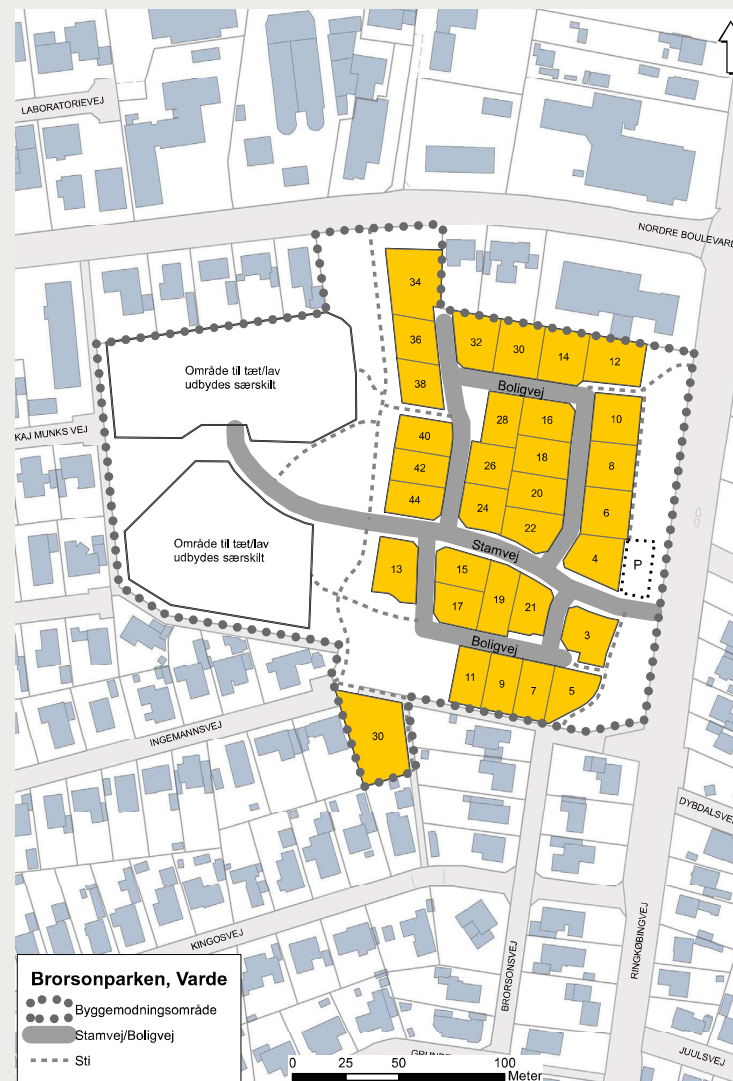 LABORATORIEVEJ
NORDRE BOULEVARD
34
36
32
30
14
12
Område til tæt/lav
udbydes særskilt
38
Boligvej
10
28
16
KAJ MUNKS VEJ
40
18
8
42
26
20
44
24
6
22
Område til tæt/lav
udbydes særskilt
Stamvej
4
P
13
15
19
21
17
3
Boligvej
11
9
7
5
INGEMANNSVEJ
30
DYBDALSVEJ
KINGOSVEJ
BRORSONSVEJ
RINGKØBINGVEJ
JUULSVEJ
Brorsonparken, Varde
Byggemodningsområde
Stamvej/Boligvej
Sti
0 25 50 100
Meter